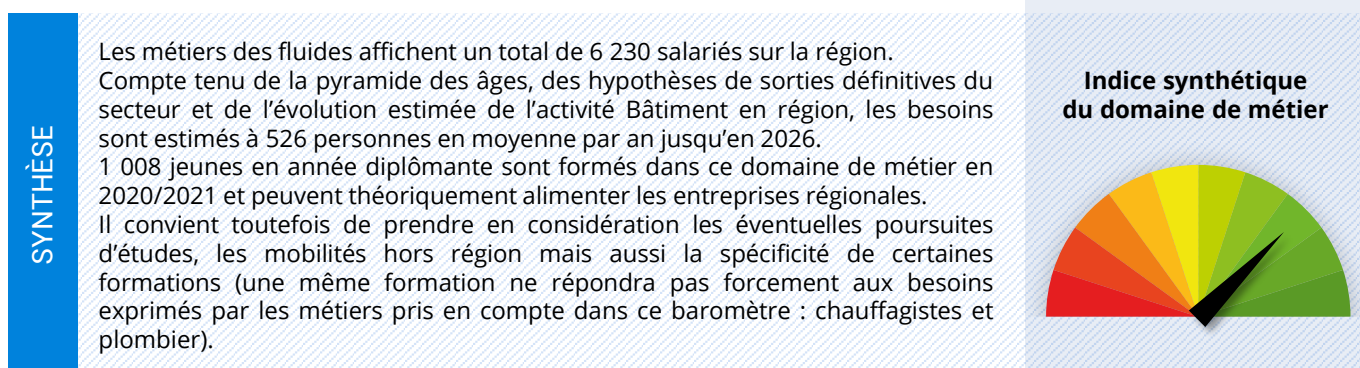 SYNTHÈSE
Les métiers des fluides affichent un total de 6 230 salariés sur la région.
Compte tenu de la pyramide des âges, des hypothèses de sorties définitives du
secteur et de l’évolution estimée de l’activité Bâtiment en région, les besoins
sont estimés à 526 personnes en moyenne par an jusqu’en 2026.
1 008 jeunes en année diplômante sont formés dans ce domaine de métier en
2020/2021 et peuvent théoriquement alimenter les entreprises régionales.
Il convient toutefois de prendre en considération les éventuelles poursuites
d’études, les mobilités hors région mais aussi la spécificité de certaines
formations (une même formation ne répondra pas forcement aux besoins
exprimés par les métiers pris en compte dans ce baromètre : chauffagistes et
plombier).
Indice synthétique
du domaine de métier